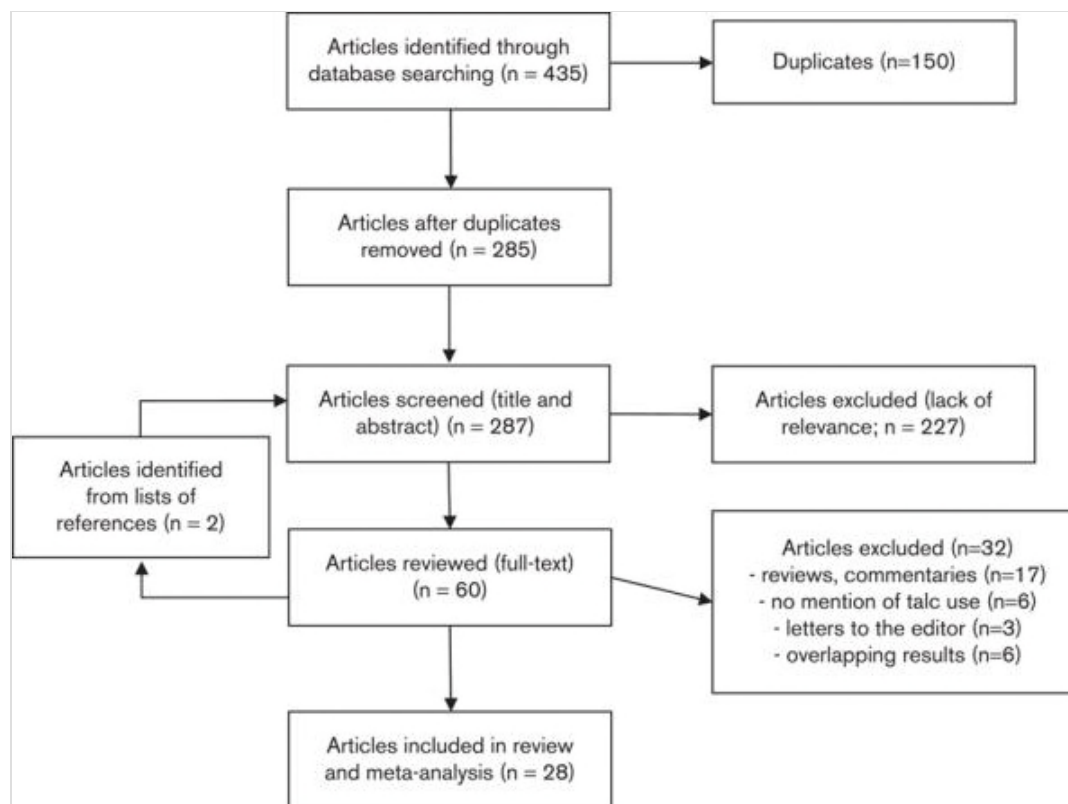 Articles identified through
database searching (n = 435)
Duplicates (n=150)
Articles after duplicates
removed (n = 285)
Articles screened (title and
abstract) (n = 287)
Articles excluded (lack of
relevance; n = 227)
Articles identified
from lists of
references (n = 2)
Articles reviewed (full-text)
(n = 60)
Articles excluded (n=32)
- reviews, commentaries (n=17)
- no mention of talc use (n=6)
- letters to the editor (n=3)
- overlapping results (n=6)
Articles included in review
and meta-analysis (n = 28)